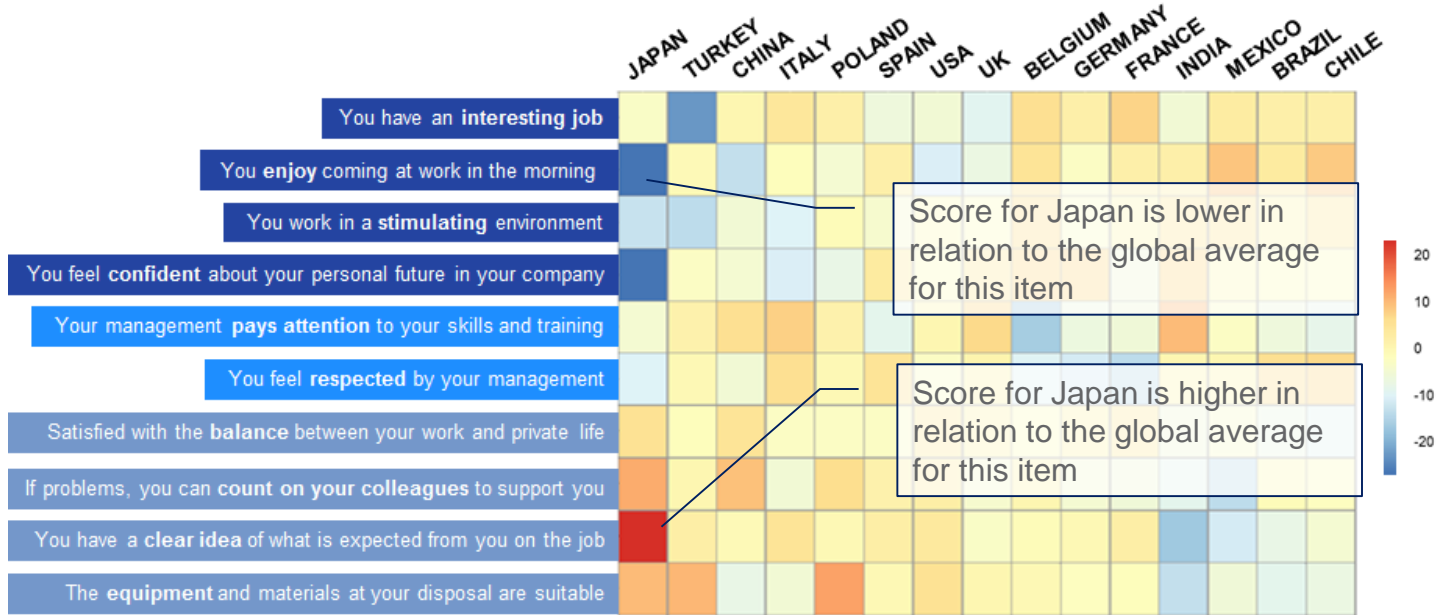 JAPAN TURKEY CHINA ITALY POLAND SPAIN USA UK BELGIUM GERMANY FRANCE INDIA MEXICO BRAZIL CHILE
You have an interesting job
You enjoy coming at work in the morning
You work in a stimulating environment
You feel confident about your personal future in your company
Your management pays attention to your skills and training
You feel respected by your management
Satisfied with the balance between your work and private life
If problems, you can count on your colleagues to support you
You have a clear idea of what is expected from you on the job
The equipment and materials at your disposal are suitable
Score for Japan is lower in
relation to the global average
for this item
Score for Japan is higher in
relation to the global average
for this item
20
10
0
-10
-20